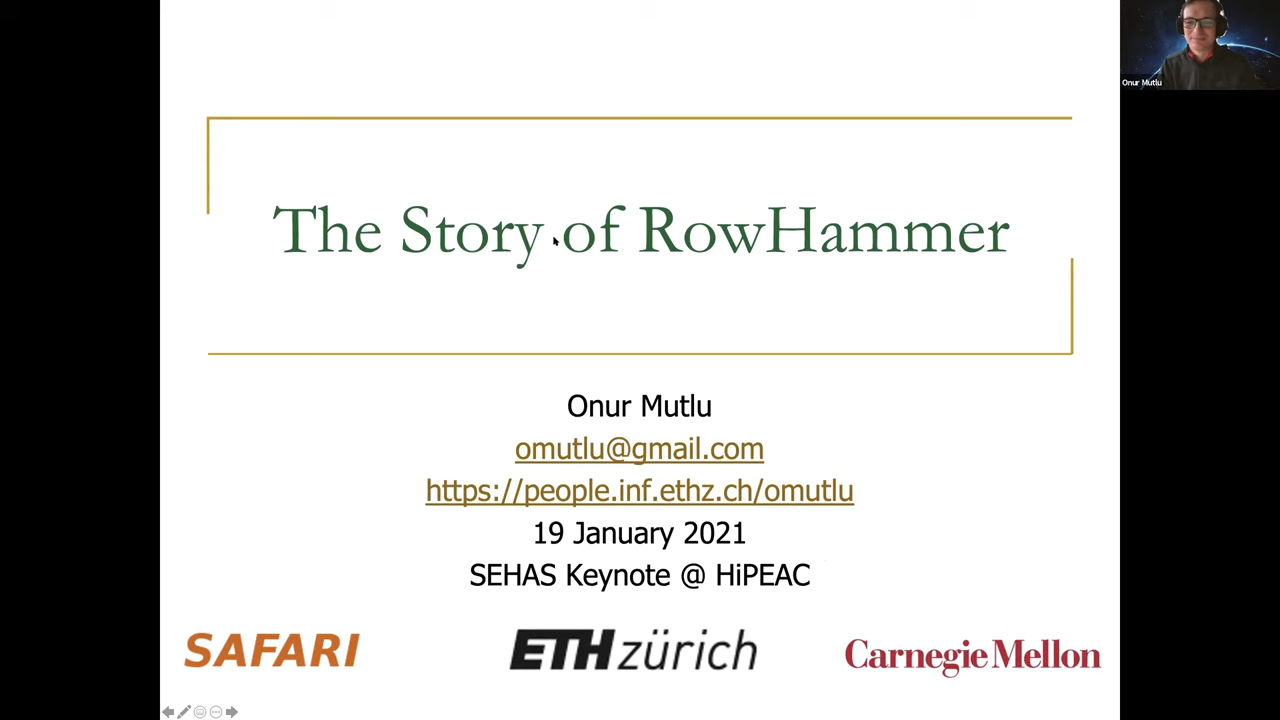 Onur Mutlu
The Story of RowHammer
Onur Mutlu
omutlu@gmail.com
https://people.inf.ethz.ch/omutlu
19 January 2021
SEHAS Keynote @ HiPEAC
SAFARI
ETH zürich
Carnegie Mellon